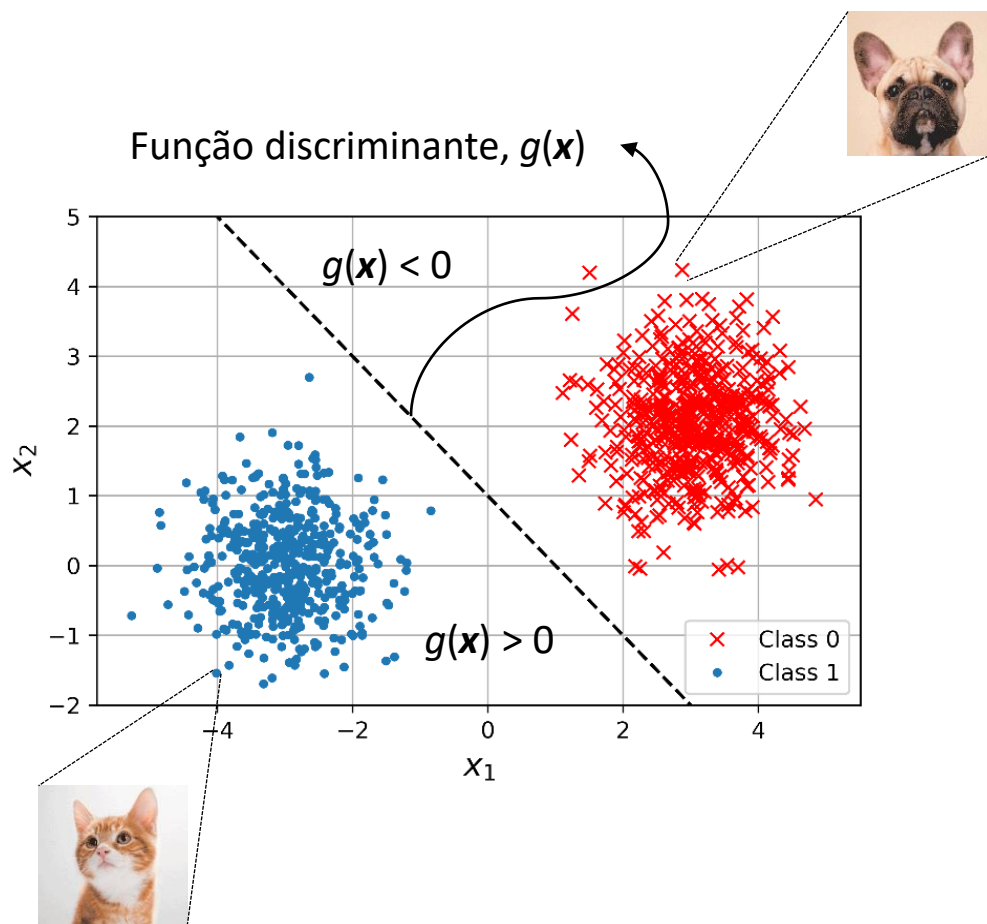 Função discriminante, g(x)
5
g(x) < 0
4
3
2
x2
1
0
g(x) > 0
−1
Class 0
Class 1
−2
−4 −2 0 2 4
x1